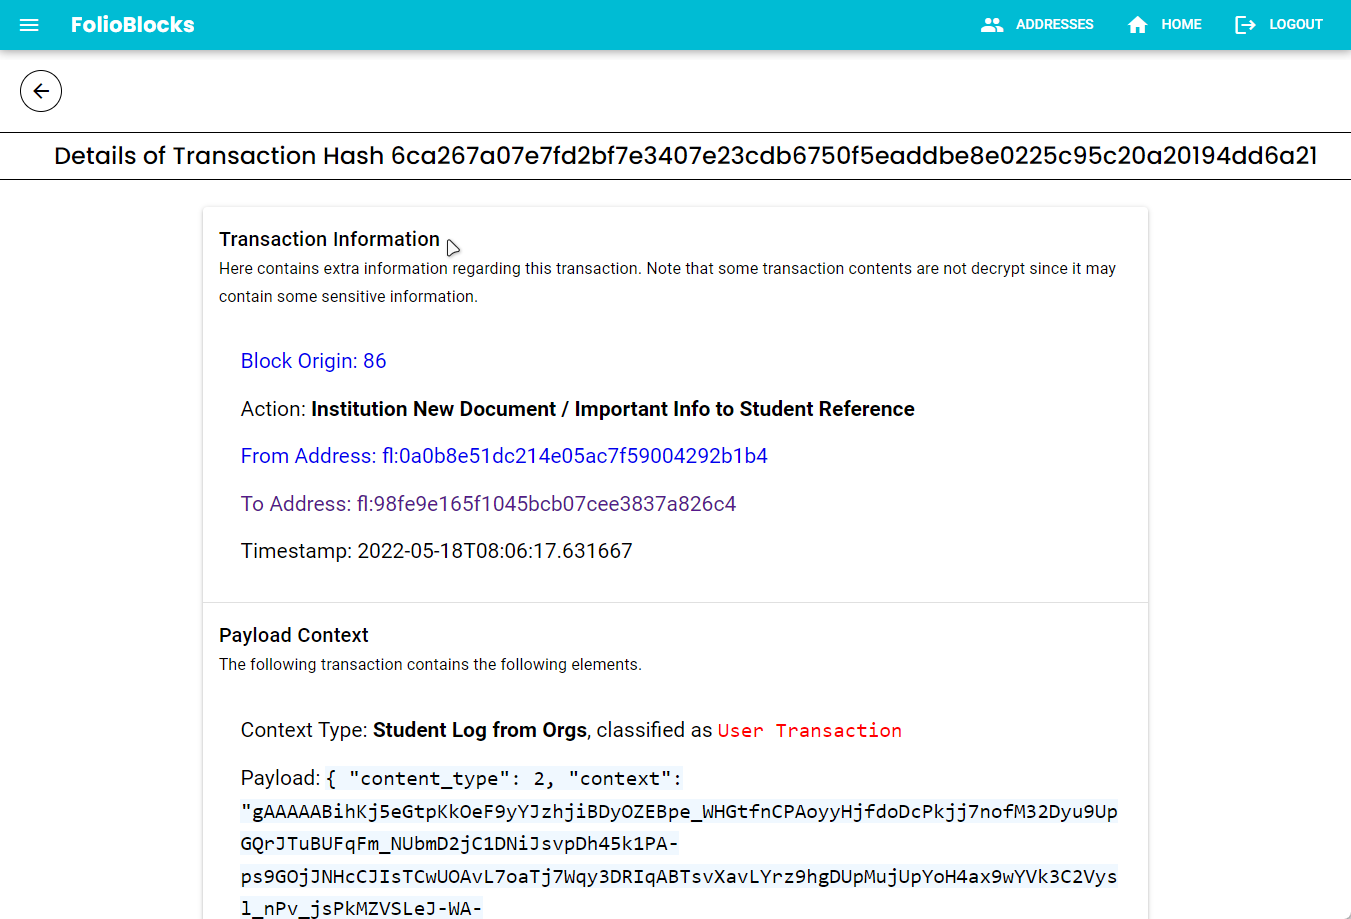 FolioBlocks
ADDRESSES
HOME
LOGOUT
Details of Transaction Hash 6ca267a07e7fd2bf7e3407e23cdb6750f5eaddbe8e0225c95c20a20194dd6a21
Transaction Information
Here contains extra information regarding this transaction. Note that some transaction contents are not decrypt since it may
contain some sensitive information.
Block Origin: 86
Action: Institution New Document / Important Info to Student Reference
From Address: fl:0a0b8e51dc214e05ac7f59004292b1b4
To Address: fl:98fe9e165f1045bcb07cee3837a826c4
Timestamp: 2022-05-18T08:06:17.631667
Payload Context
The following transaction contains the following elements.
Context Type: Student Log from Orgs, classified as User Transaction
Payload: { "content_type": 2, "context":
"gAAAAABihKj5eGtpKkOeF9yYJzhjiBDyOZEBpe_WHGtfnCPAoyyHjfdoDcPkjj7nofM32Dyu9Up
GQrJTuBUFqFm_NUbmD2jC1DNiJsvpDh45k1PA-
ps9GOjJNHcCJIsTCwUOAvL7oaTj7Wqy3DRIqABTsvXavLYrz9hgDUpMujUpYoH4ax9wYVk3C2Vys
l_nPv_jsPkMZVSLeJ-WA-